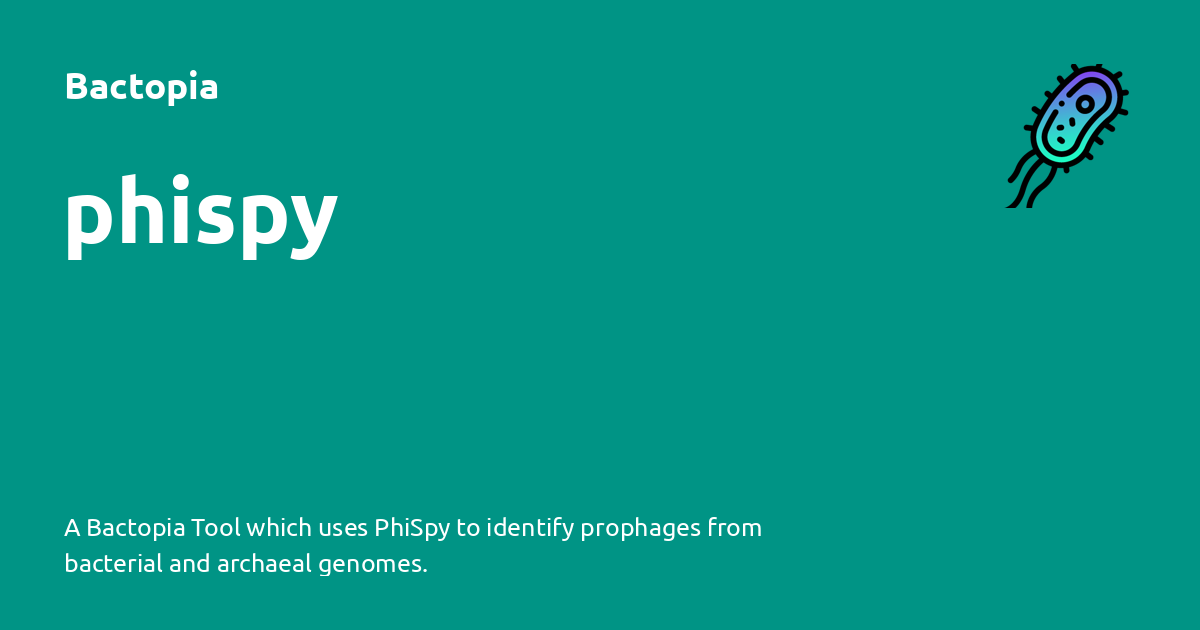 Bactopia
phispy
A Bactopia Tool which uses PhiSpy to identify prophages from
bacterial and archaeal genomes.